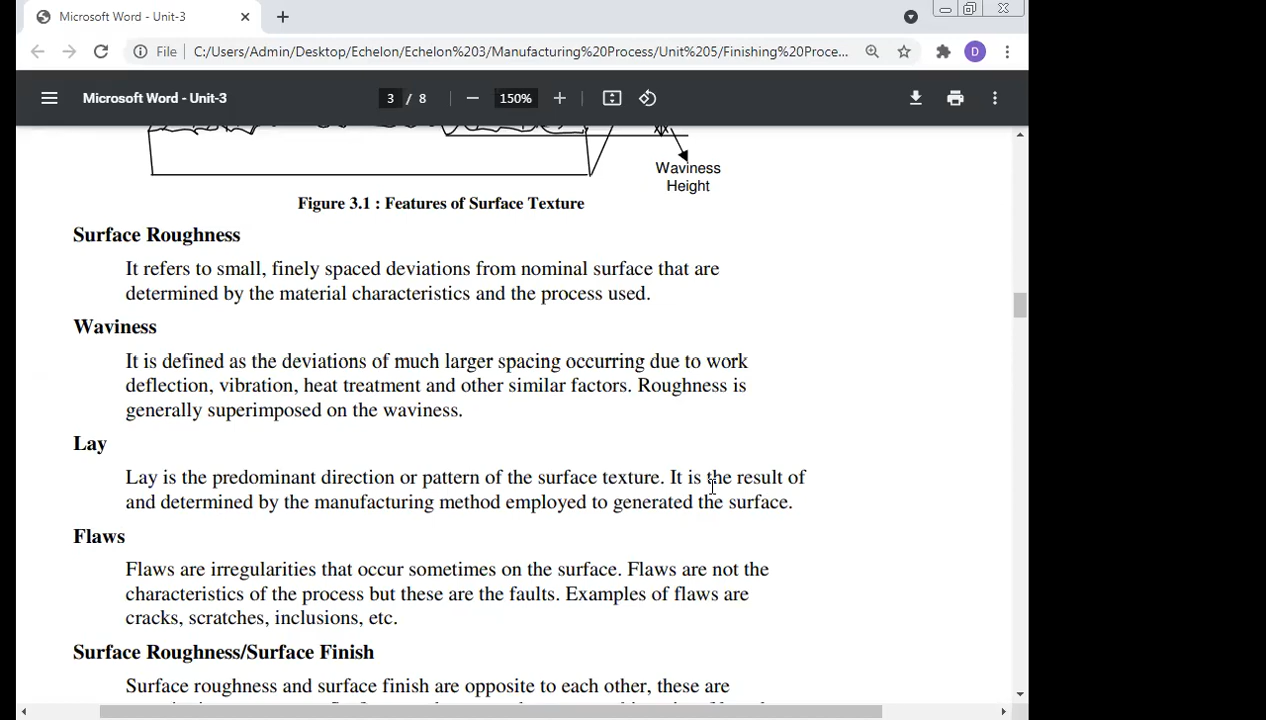 Microsoft Word - Unit-3
File C:/Users/Admin/Desktop/Echelon/Echelon%203/Manufacturing%20Process/Unit%205/Finishing%20Proce... D
Microsoft Word - Unit-3 3 / 8 150%
Waviness
Height
Figure 3.1 : Features of Surface Texture
Surface Roughness
It refers to small, finely spaced deviations from nominal surface that are
determined by the material characteristics and the process used.
Waviness
It is defined as the deviations of much larger spacing occurring due to work
deflection, vibration, heat treatment and other similar factors. Roughness is
generally superimposed on the waviness.
Lay
Lay is the predominant direction or pattern of the surface texture. It is the result of
and determined by the manufacturing method employed to generated the surface.
Flaws
Flaws are irregularities that occur sometimes on the surface. Flaws are not the
characteristics of the process but these are the faults. Examples of flaws are
cracks, scratches, inclusions, etc.
Surface Roughness/Surface Finish
Surface roughness and surface finish are opposite to each other, these are